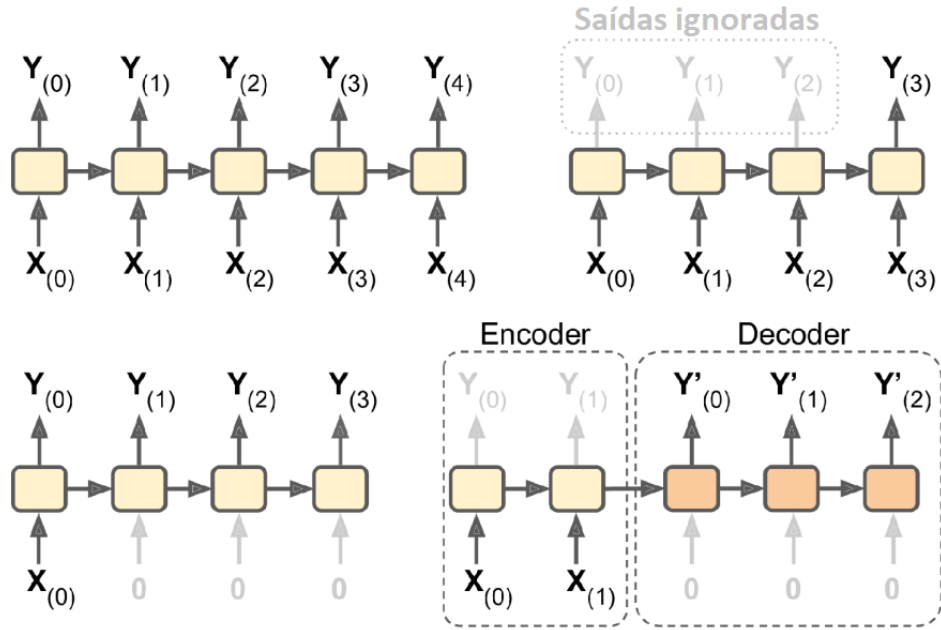 Saídas ignoradas
Y(0) Y(1) Y(2) Y(3) Y(4) Y(0) Y(1) Y(2) Y(3)
X(0) X(1) X(2) X(3) X(4) X(0) X(1) X(2) X(3)
Encoder Decoder
Y(0) Y(1) Y(2) Y(3) Y(0) Y(1) Y'(0) Y'(1) Y'(2)
X(0) 0 0 0 X(0) X(1) 0 0 0